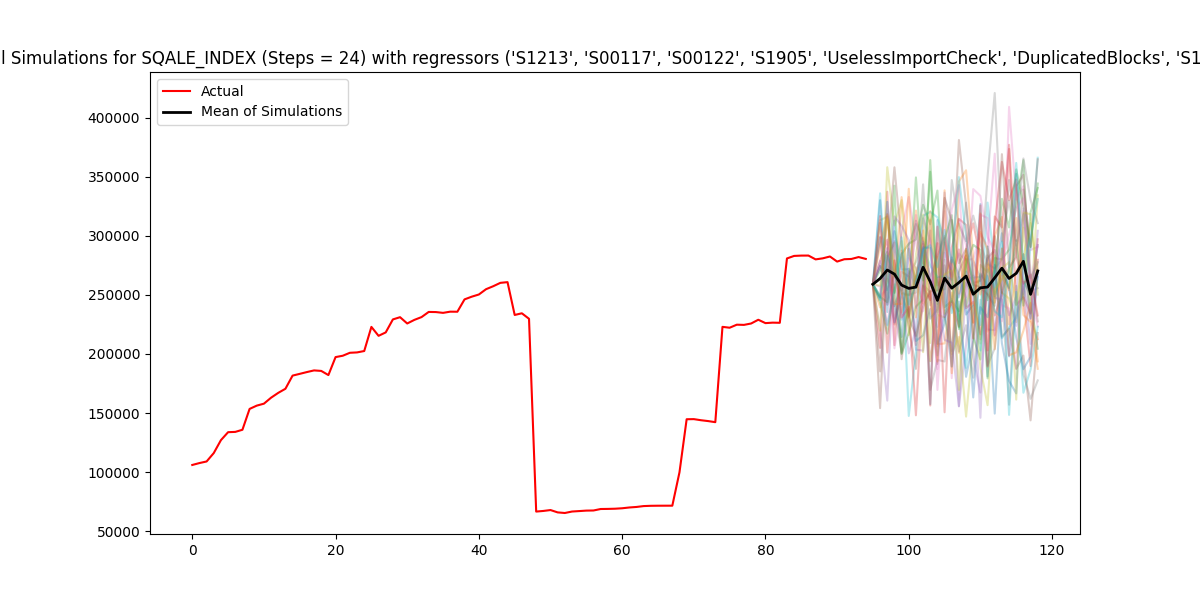 l Simulations for SQALE_INDEX (Steps = 24) with regressors ('S1213', 'S00117', 'S00122', 'S1905', 'UselessImportCheck', 'DuplicatedBlocks', 'S1
Actual
Mean of Simulations
400000
350000
300000
250000
200000
150000
100000
50000
0 20 40 60 80 100 120